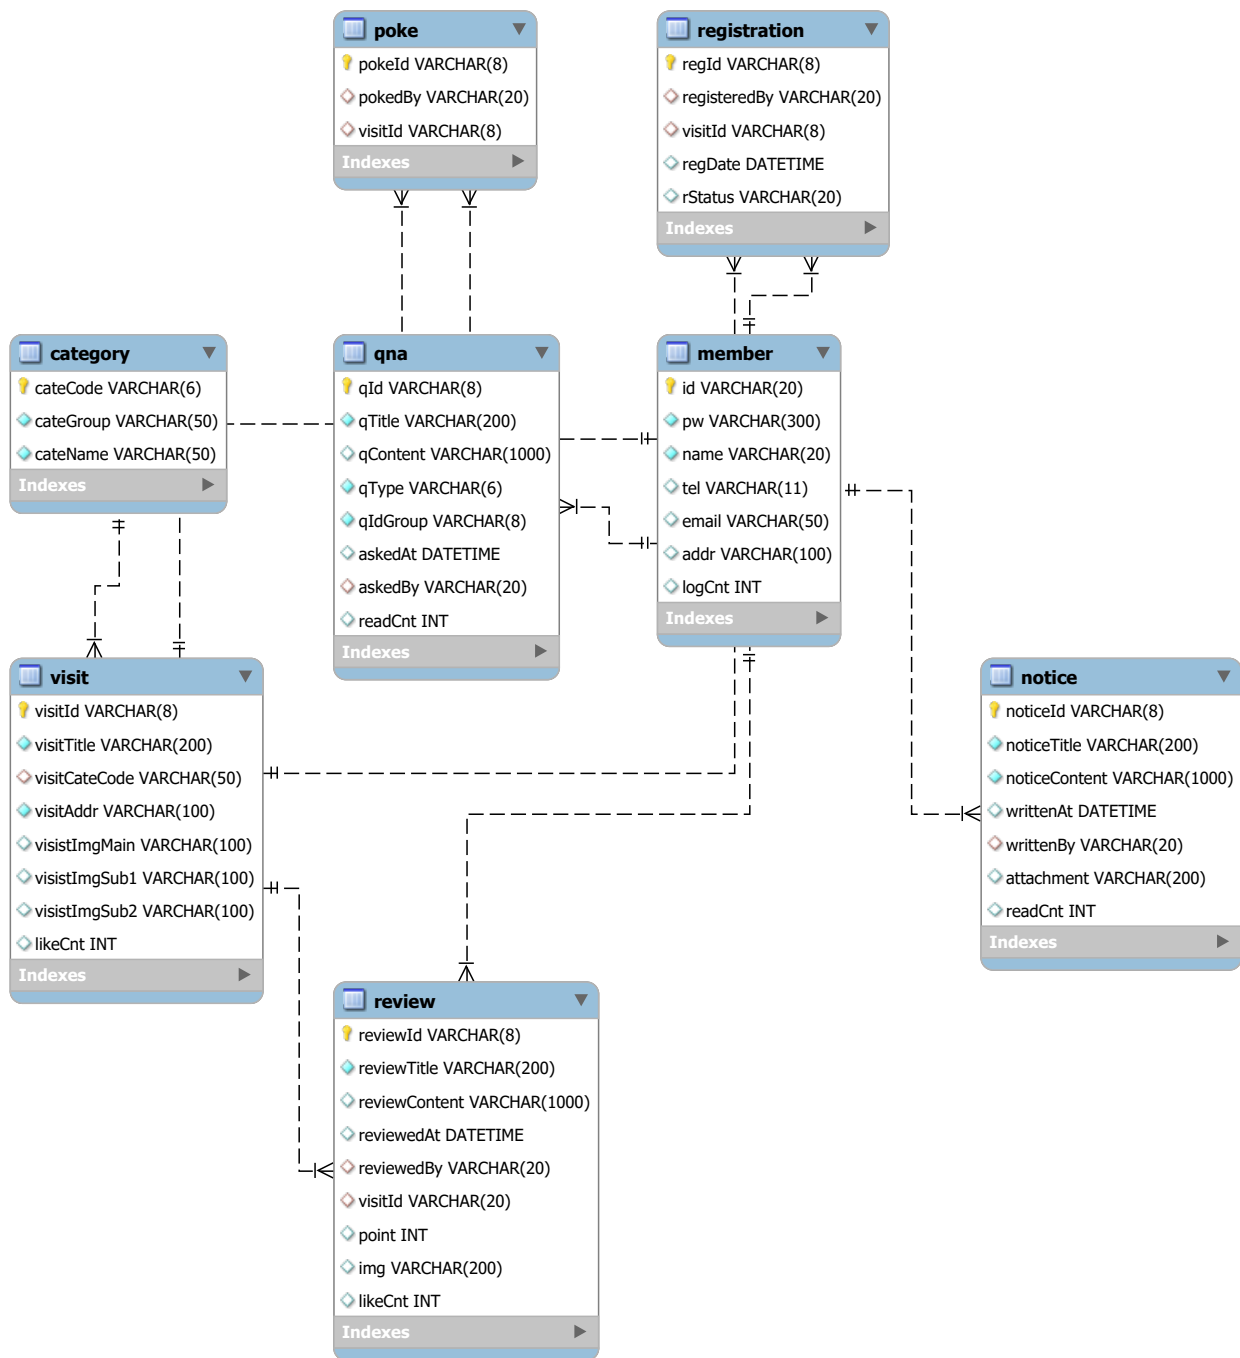 poke
pokeId VARCHAR(8)
pokedBy VARCHAR(20)
visitId VARCHAR(8)
Indexes
registration
regId VARCHAR(8)
registeredBy VARCHAR(20)
visitId VARCHAR(8)
regDate DATETIME
rStatus VARCHAR(20)
Indexes
category
cateCode VARCHAR(6)
cateGroup VARCHAR(50)
cateName VARCHAR(50)
Indexes
qna
qId VARCHAR(8)
qTitle VARCHAR(200)
qContent VARCHAR(1000)
qType VARCHAR(6)
qIdGroup VARCHAR(8)
askedAt DATETIME
askedBy VARCHAR(20)
readCnt INT
Indexes
member
id VARCHAR(20)
pw VARCHAR(300)
name VARCHAR(20)
tel VARCHAR(11)
email VARCHAR(50)
addr VARCHAR(100)
logCnt INT
Indexes
visit
visitId VARCHAR(8)
visitTitle VARCHAR(200)
visitCateCode VARCHAR(50)
visitAddr VARCHAR(100)
visistImgMain VARCHAR(100)
visistImgSub1 VARCHAR(100)
visistImgSub2 VARCHAR(100)
likeCnt INT
Indexes
notice
noticeId VARCHAR(8)
noticeTitle VARCHAR(200)
noticeContent VARCHAR(1000)
writtenAt DATETIME
writtenBy VARCHAR(20)
attachment VARCHAR(200)
readCnt INT
Indexes
review
reviewId VARCHAR(8)
reviewTitle VARCHAR(200)
reviewContent VARCHAR(1000)
reviewedAt DATETIME
reviewedBy VARCHAR(20)
visitId VARCHAR(20)
point INT
img VARCHAR(200)
likeCnt INT
Indexes